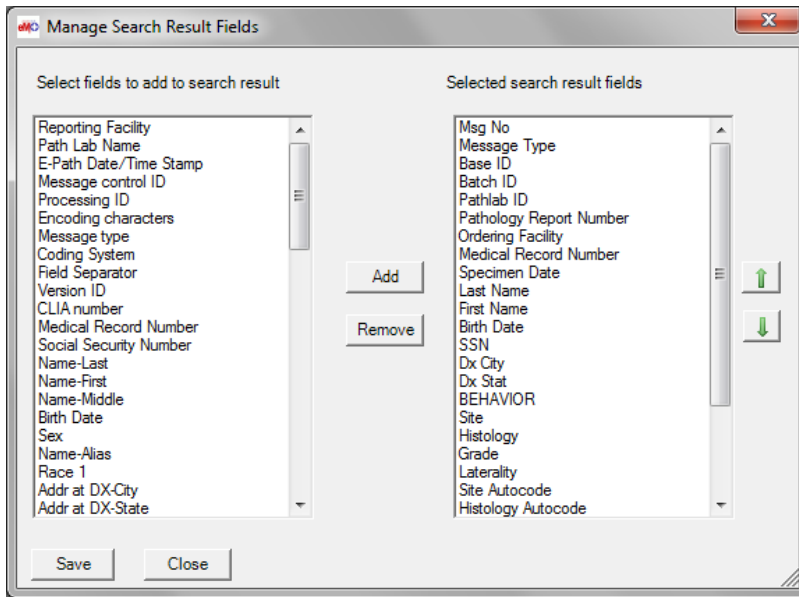 eMO Manage Search Result Fields
Select fields to add to search result
Reporting Facility
Path Lab Name
E-Path Date/Time Stamp
Message control ID
Processing ID
Encoding characters
Message type
Coding System
Field Separator
Version ID
CLIA number
Medical Record Number
Social Security Number
Name-Last
Name-First
Name-Middle
Birth Date
Sex
Name-Alias
Race 1
Addr at DX-City
Addr at DX-State
Add
Remove
Selected search result fields
Msg No
Message Type
Base ID
Batch ID
Pathlab ID
Pathology Report Number
Ordering Facility
Medical Record Number
Specimen Date
Last Name
First Name
Birth Date
SSN
Dx City
Dx Stat
BEHAVIOR
Site
Histology
Grade
Laterality
Site Autocode
Histology Autocode
Save Close